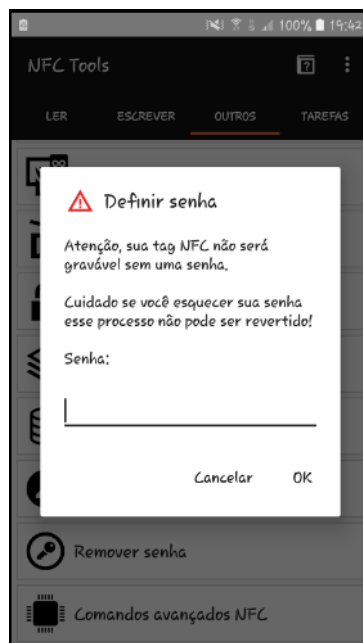 100% 19:42
NFC Tools
LER ESCREVER OUTROS TAREFAS
Definir senha
Atenção, sua tag NFC não será
gravável sem uma senha.
Cuidado se você esquecer sua senha
esse processo não pode ser revertido!
Senha:
Cancelar OK
Remover senha
Comandos avançados NFC